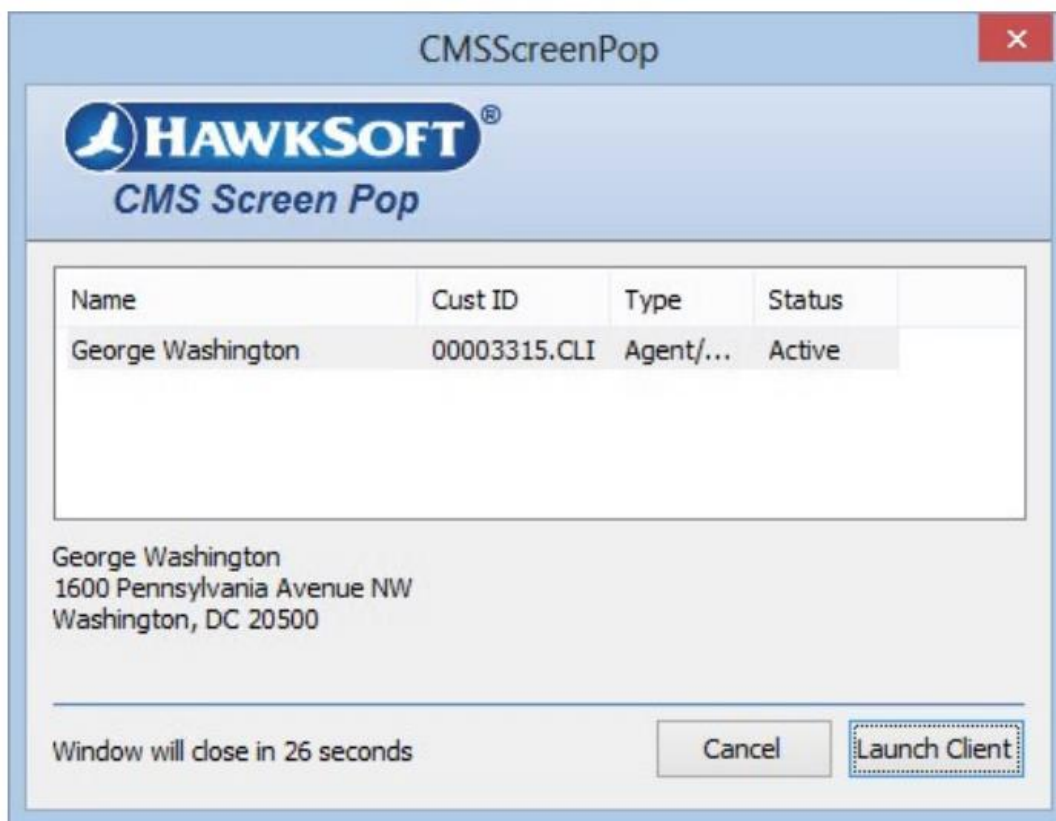 CMSScreenPop
HAWKSOFT®
CMS Screen Pop
Name Cust ID Type Status
George Washington 00003315.CLI Agent/... Active
George Washington
1600 Pennsylvania Avenue NW
Washington, DC 20500
Window will close in 26 seconds Cancel Launch Client